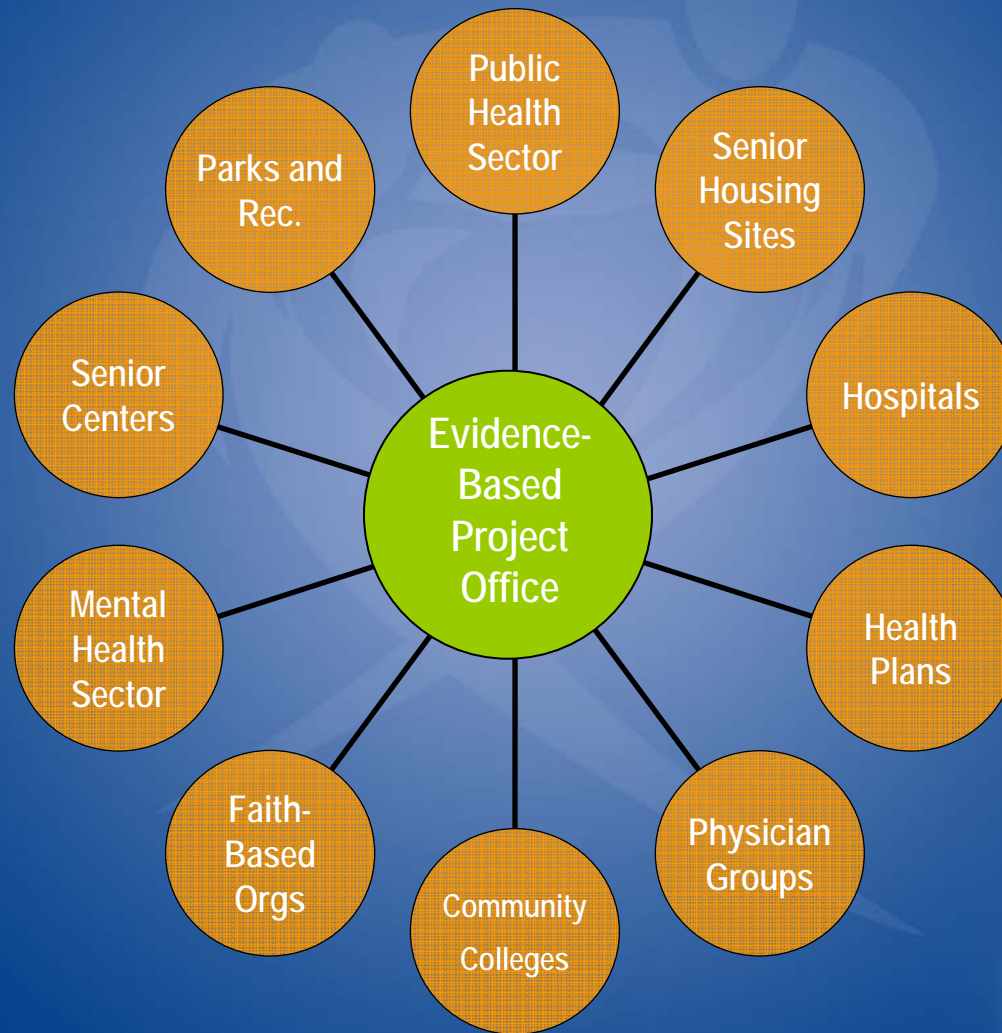 Public
Health
Sector
Senior
Housing
Sites
Hospitals
Health
Plans
Physician
Groups
Community
Colleges
Faith-
Based
Orgs
Mental
Health
Sector
Senior
Centers
Parks and
Rec.
Evidence-
Based
Project
Office